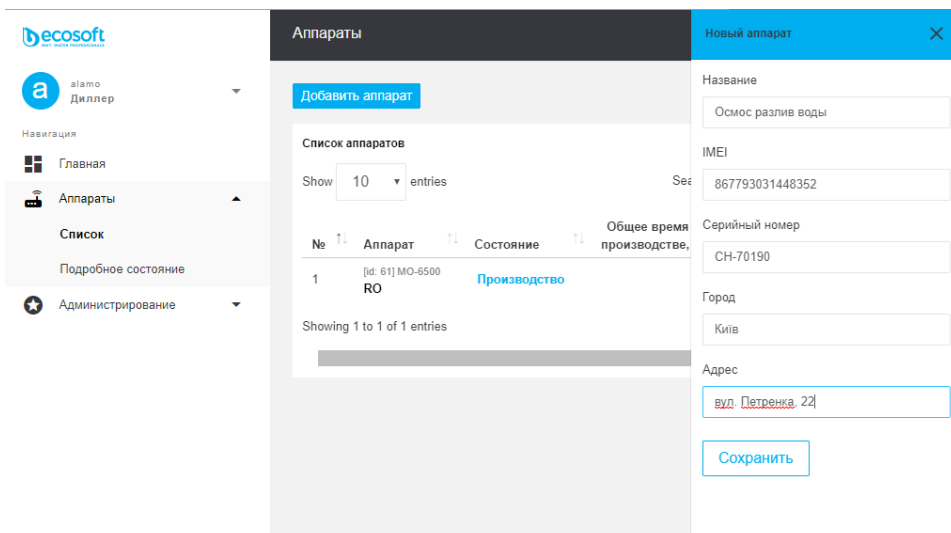 ecosoft
BWT WATER PROFESSIONALS
a
alamo
Диллер
Навигация
Главная
Аппараты
Список
Подробное состояние
Администрирование
Аппараты
Добавить аппарат
Список аппаратов
Show 10 entries
Sea
№ Аппарат Состояние Общее время
производстве,
1 [id: 61] MO-6500
RO
Производство
Showing 1 to 1 of 1 entries
Новый аппарат
Название
Осмос разлив воды
IMEI
867793031448352
Серийный номер
CH-70190
Город
Київ
Адрес
вул. Петренка, 22
Сохранить